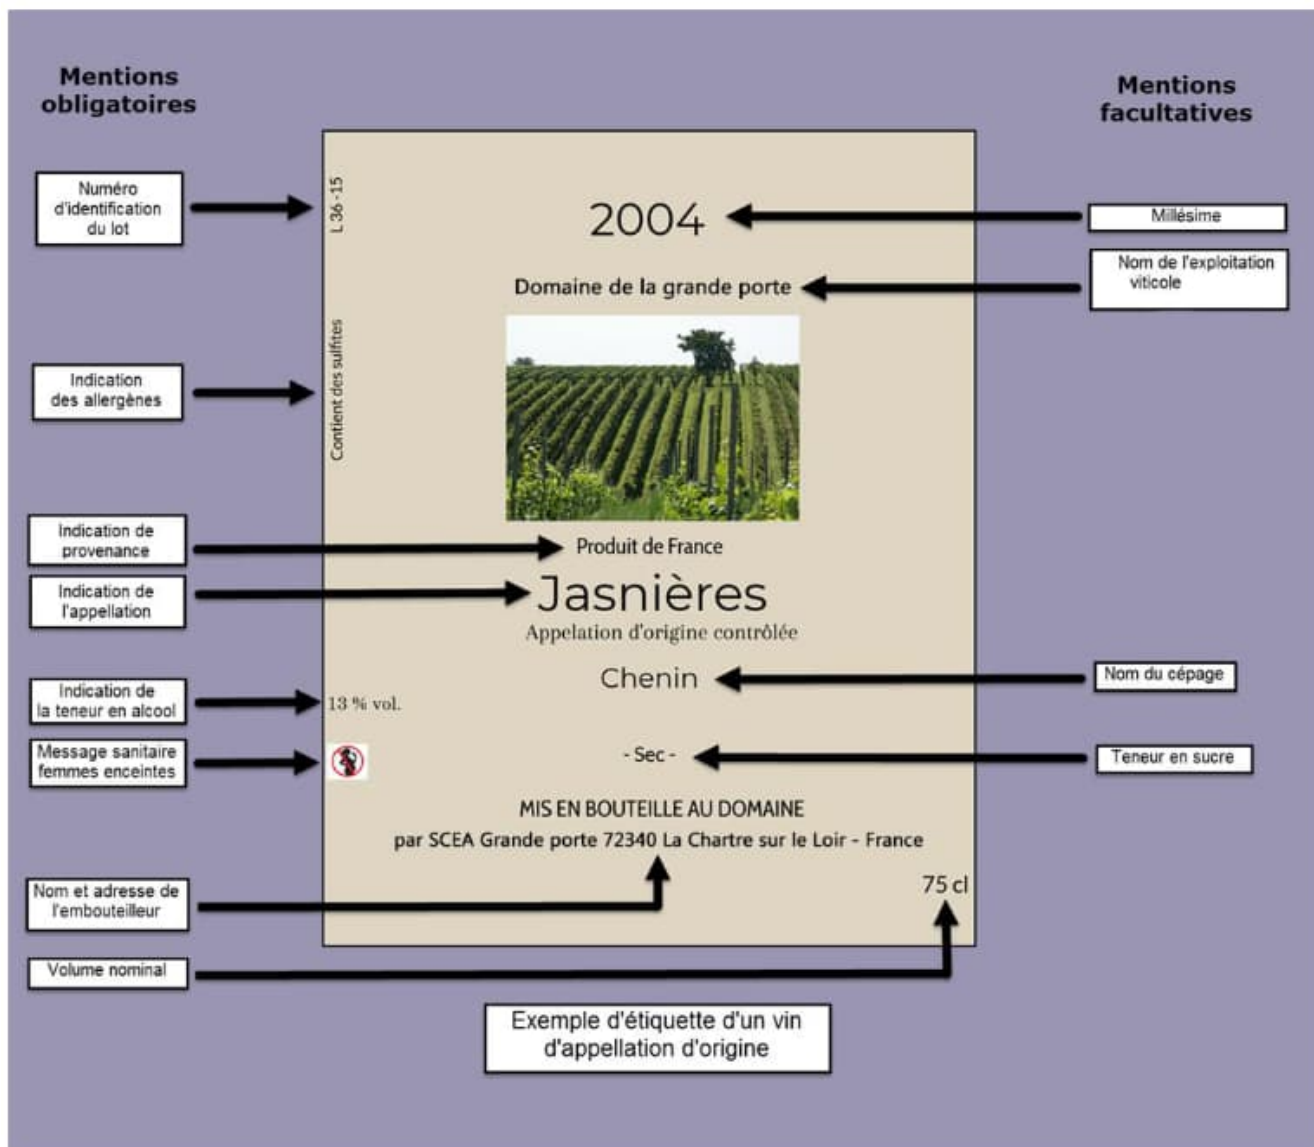 Mentions
obligatoires
Mentions
facultatives
Numéro
d'identification
du lot
L 36 -15
2004
Millésime
Domaine de la grande porte
Nom de l'exploitation
viticole
Indication
des allergènes
Contient des sulfites
Indication de
provenance
Produit de France
Indication de
l'appellation
Jasnières
Appelation d'origine contrôlée
Chenin
Nom du cépage
Indication de
la teneur en alcool
13 % vol.
Message sanitaire
femmes enceintes
- Sec -
Teneur en sucre
MIS EN BOUTEILLE AU DOMAINE
par SCEA Grande porte 72340 La Chartre sur le Loir - France
Nom et adresse de
l'embouteilleur
75 cl
Volume nominal
Exemple d'étiquette d'un vin
d'appellation d'origine